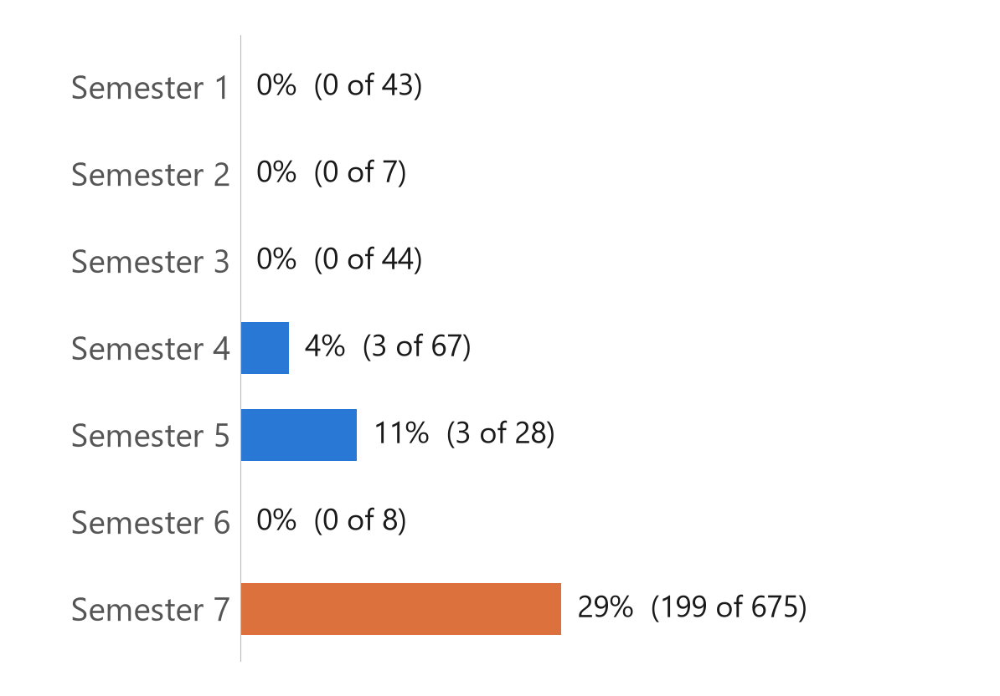 Semester 1 0% (0 of 43)
Semester 2 0% (0 of 7)
Semester 3 0% (0 of 44)
Semester 4 4% (3 of 67)
Semester 5 11% (3 of 28)
Semester 6 0% (0 of 8)
Semester 7 29% (199 of 675)